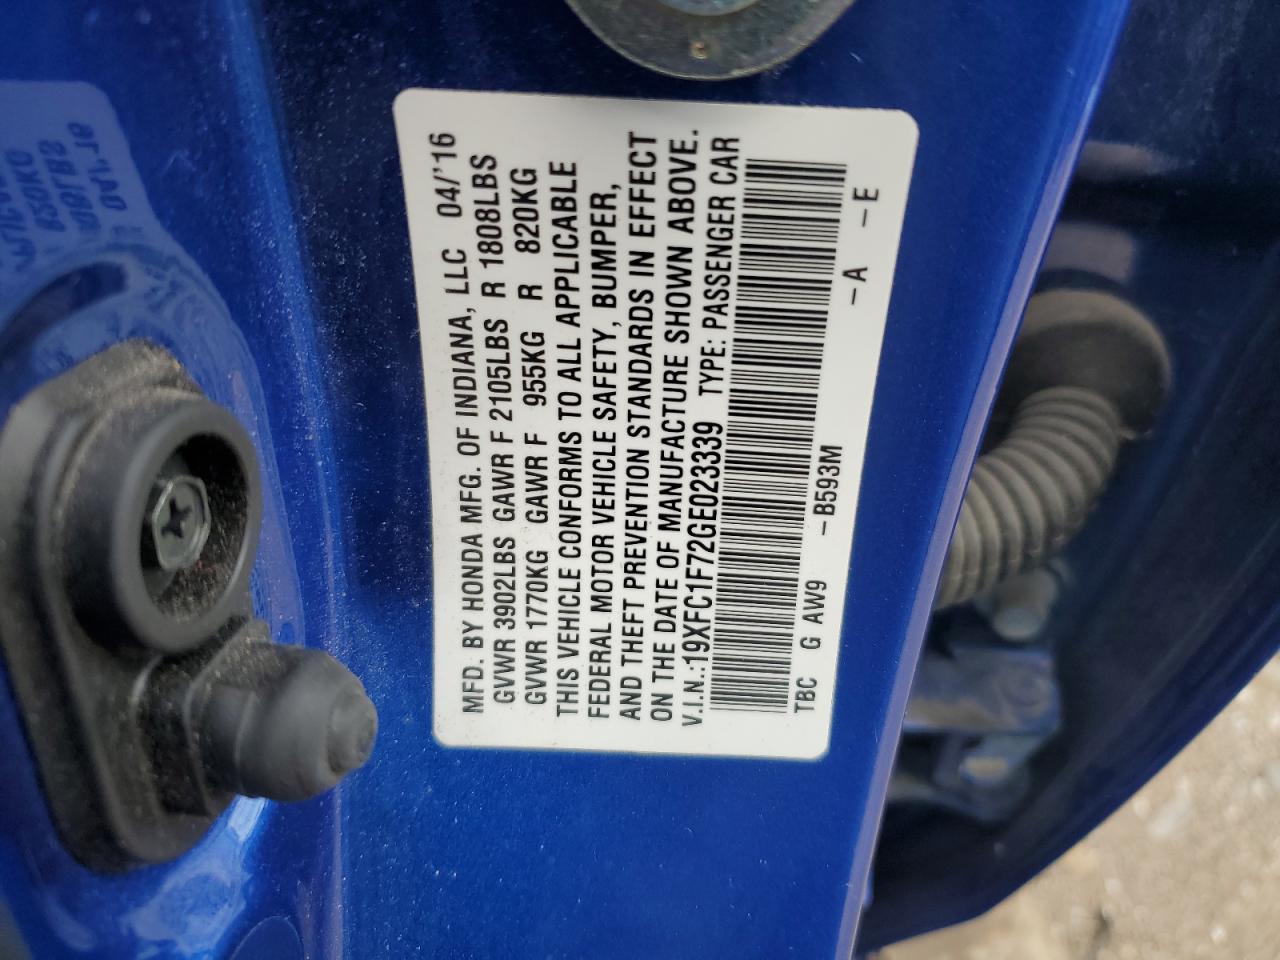 MFD. BY HONDA MFG. OF INDIANA, LLC 04/'16
GVWR 3902LBS GAWR F 2105LBS R 1808LBS
GVWR 1770KG GAWR F 955KG R 820KG
THIS VEHICLE CONFORMS TO ALL APPLICABLE
FEDERAL MOTOR VEHICLE SAFETY, BUMPER,
AND THEFT PREVENTION STANDARDS IN EFFECT
ON THE DATE OF MANUFACTURE SHOWN ABOVE.
V.I.N.:19XFC1F72GE023339 TYPE: PASSENGER CAR
TBC G AW9 -B593M -A -E